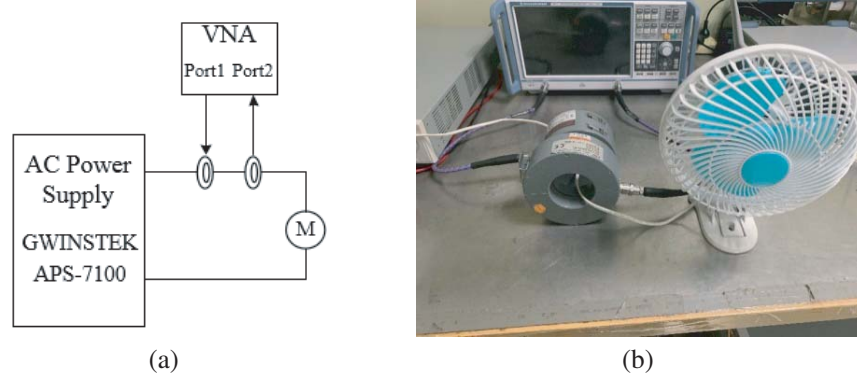 VNA
Port1 Port2
AC Power
Supply
GWINSTEK
APS-7100
M
(a)
(b)